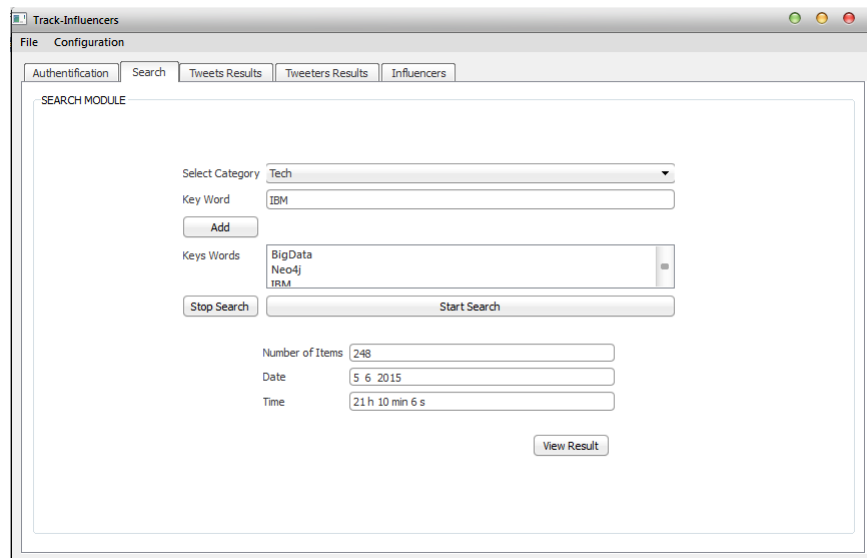 Track-Influencers
File Configuration
Authentification Search Tweets Results Tweeters Results Influencers
SEARCH MODULE
Select Category Tech
Key Word IBM
Add
Keys Words BigData
Neo4j
IBM
Stop Search Start Search
Number of Items 248
Date 5 6 2015
Time 21 h 10 min 6 s
View Result